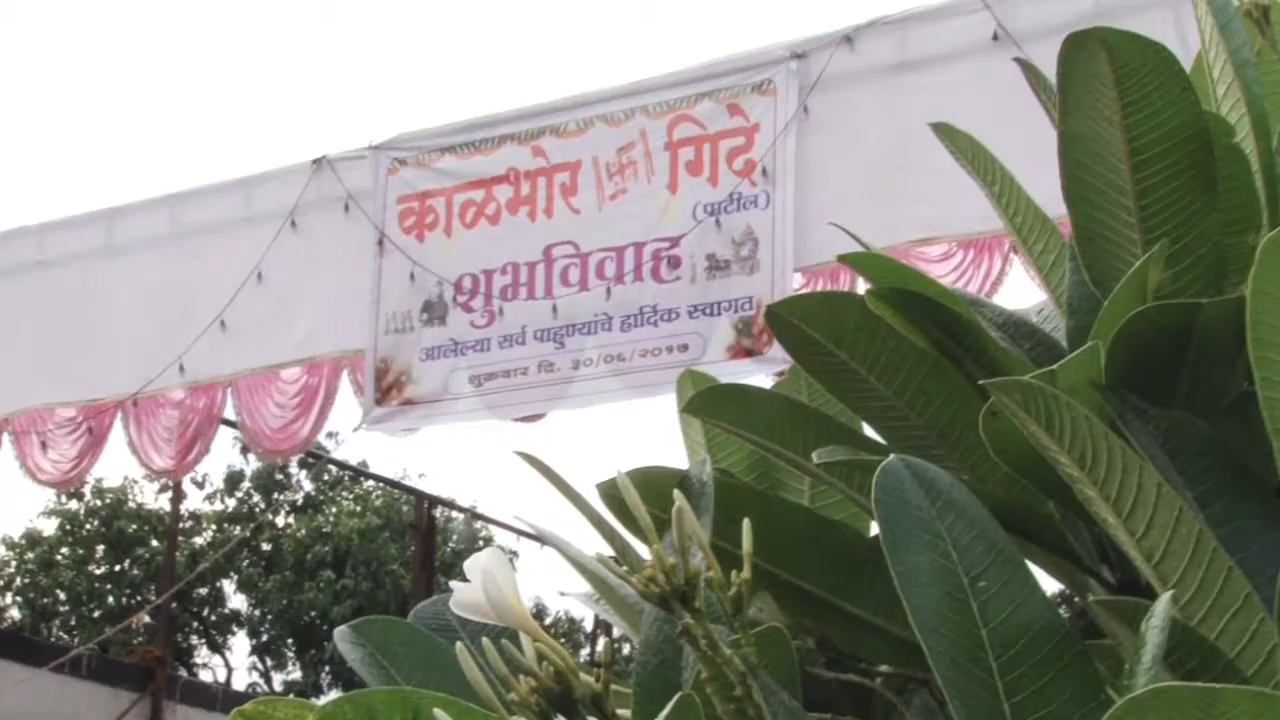 काळभोर 卐 गिदे
(पाटील)
शुभविवाह
आलेल्या सर्व पाहुण्यांचे हार्दिक स्वागत
शुक्रवार दि. ३०/०६/२०१७